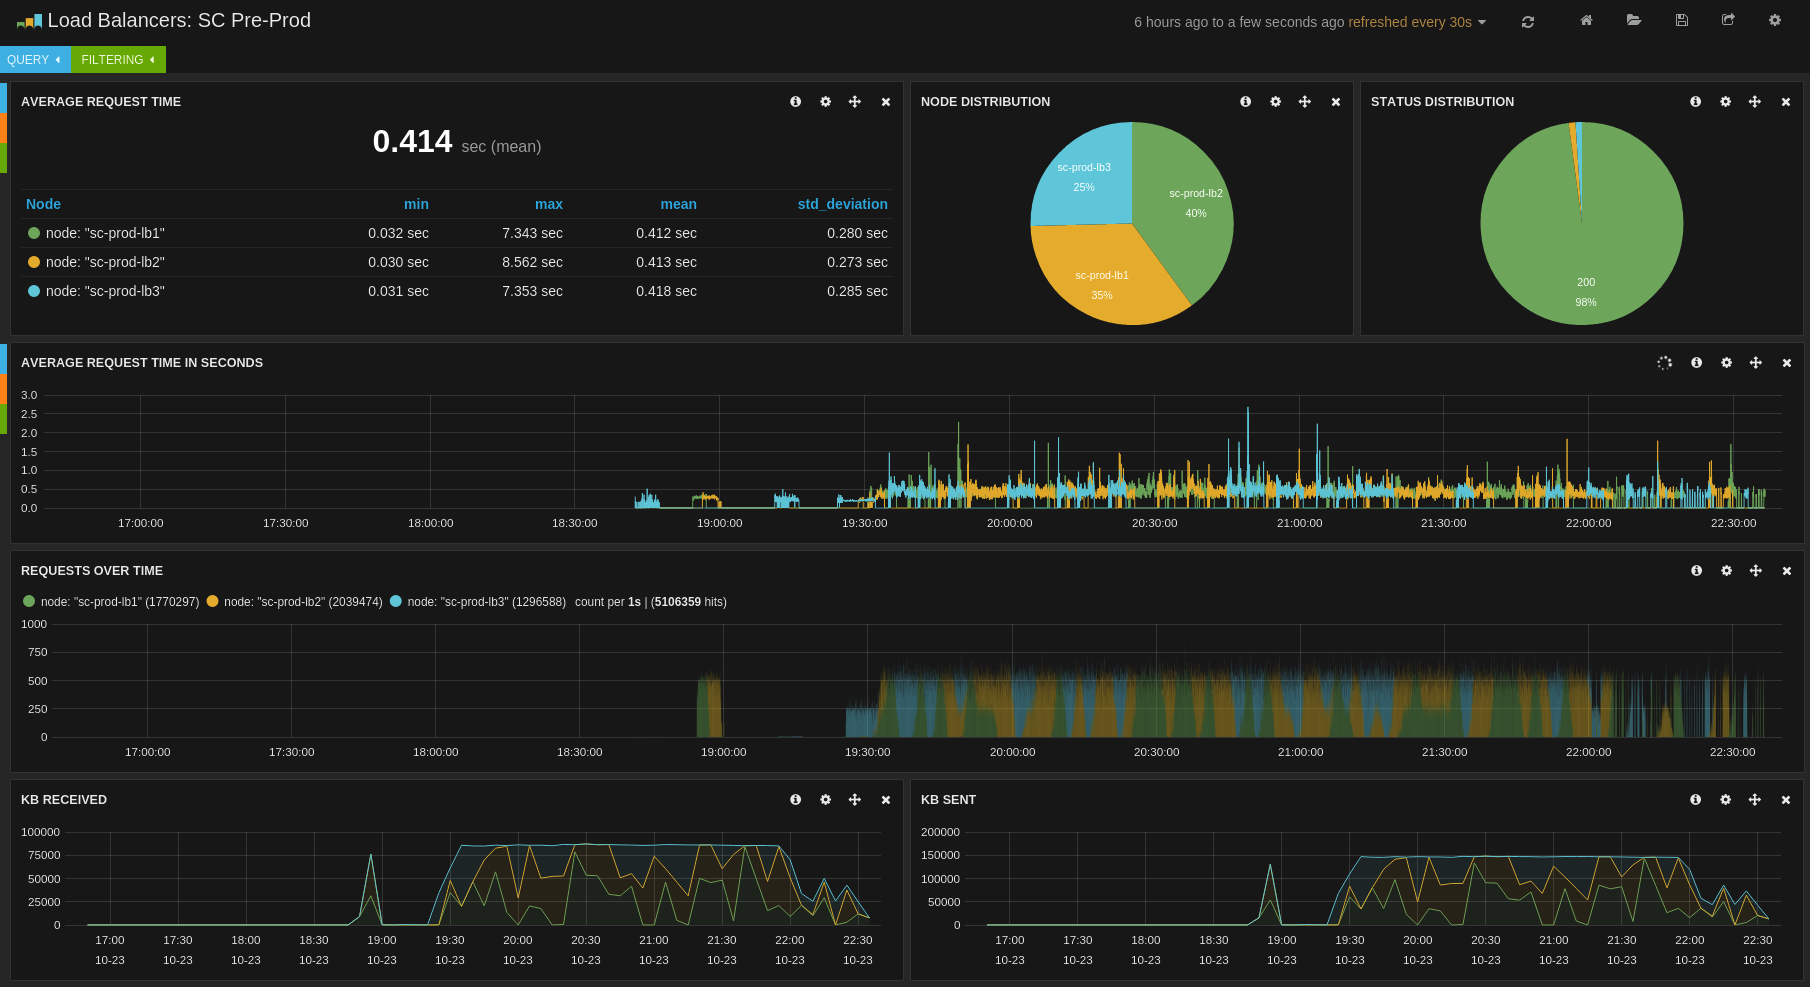 Load Balancers: SC Pre-Prod
6 hours ago to a few seconds ago refreshed every 30s
QUERY FILTERING
AVERAGE REQUEST TIME
0.414 sec (mean)
Node min max mean std_deviation
node: "sc-prod-lb1" 0.032 sec 7.343 sec 0.412 sec 0.280 sec
node: "sc-prod-lb2" 0.030 sec 8.562 sec 0.413 sec 0.273 sec
node: "sc-prod-lb3" 0.031 sec 7.353 sec 0.418 sec 0.285 sec
NODE DISTRIBUTION
sc-prod-lb3
25%
sc-prod-lb2
40%
sc-prod-lb1
35%
STATUS DISTRIBUTION
200
98%
AVERAGE REQUEST TIME IN SECONDS
3.0
2.5
2.0
1.5
1.0
0.5
0.0
17:00:00 17:30:00 18:00:00 18:30:00 19:00:00 19:30:00 20:00:00 20:30:00 21:00:00 21:30:00 22:00:00 22:30:00
REQUESTS OVER TIME
node: "sc-prod-lb1" (1770297) node: "sc-prod-lb2" (2039474) node: "sc-prod-lb3" (1296588) count per 1s | (5106359 hits)
1000
750
500
250
0
17:00:00 17:30:00 18:00:00 18:30:00 19:00:00 19:30:00 20:00:00 20:30:00 21:00:00 21:30:00 22:00:00 22:30:00
KB RECEIVED
100000
75000
50000
25000
0
17:00 17:30 18:00 18:30 19:00 19:30 20:00 20:30 21:00 21:30 22:00 22:30
10-23 10-23 10-23 10-23 10-23 10-23 10-23 10-23 10-23 10-23 10-23 10-23
KB SENT
200000
150000
100000
50000
0
17:00 17:30 18:00 18:30 19:00 19:30 20:00 20:30 21:00 21:30 22:00 22:30
10-23 10-23 10-23 10-23 10-23 10-23 10-23 10-23 10-23 10-23 10-23 10-23